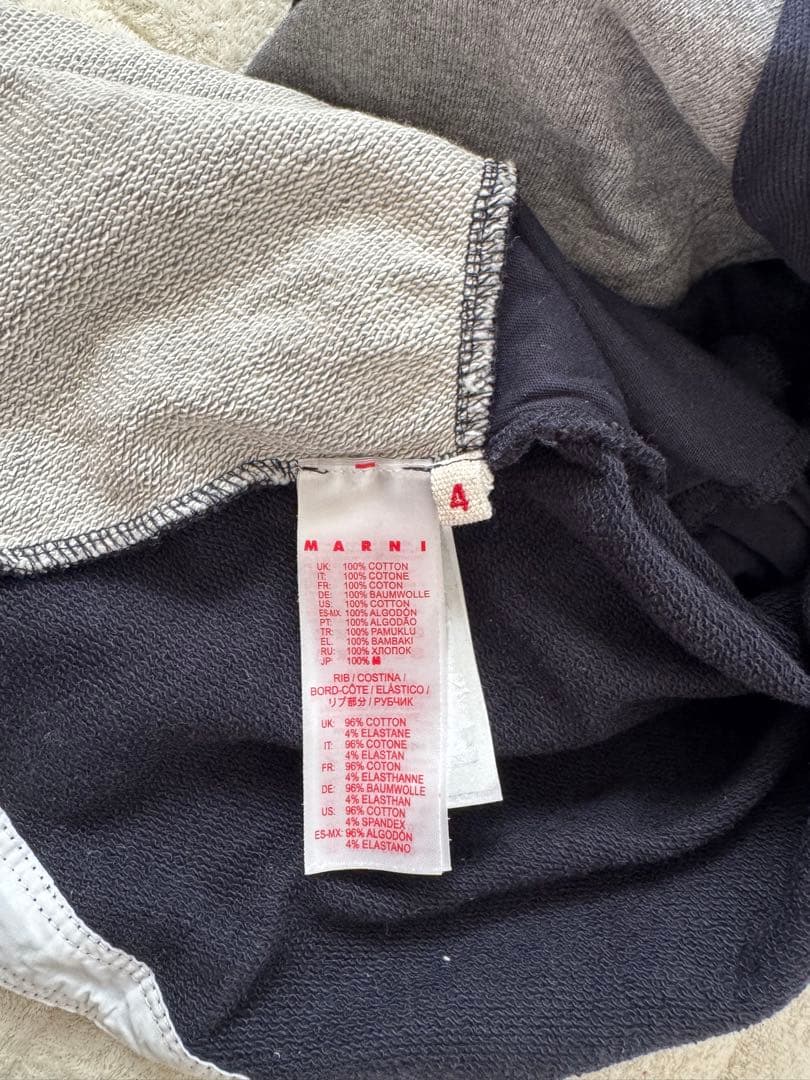 4
MARNI
UK: 100% COTTON
IT: 100% COTONE
FR: 100% COTON
DE: 100% BAUMWOLLE
US: 100% COTTON
ES-MX: 100% ALGODÓN
PT: 100% ALGODÃO
TR: 100% PAMUKLU
EL. 100% BAMBAKI
RU: 100% ХЛОПОК
JP: 100% 綿
RIB / COSTINA /
BORD-CÔTE / ELÀSTICO /
リブ部分 / РУБЧИК
UK: 96% COTTON
4% ELASTANE
IT: 96% COTONE
4% ELASTAN
FR: 96% COTON
4% ELASTHANNE
DE: 96% BAUMWOLLE
4% ELASTHAN
US: 96% COTTON
4% SPANDEX
ES-MX: 96% ALGODÓN
4% ELASTANO